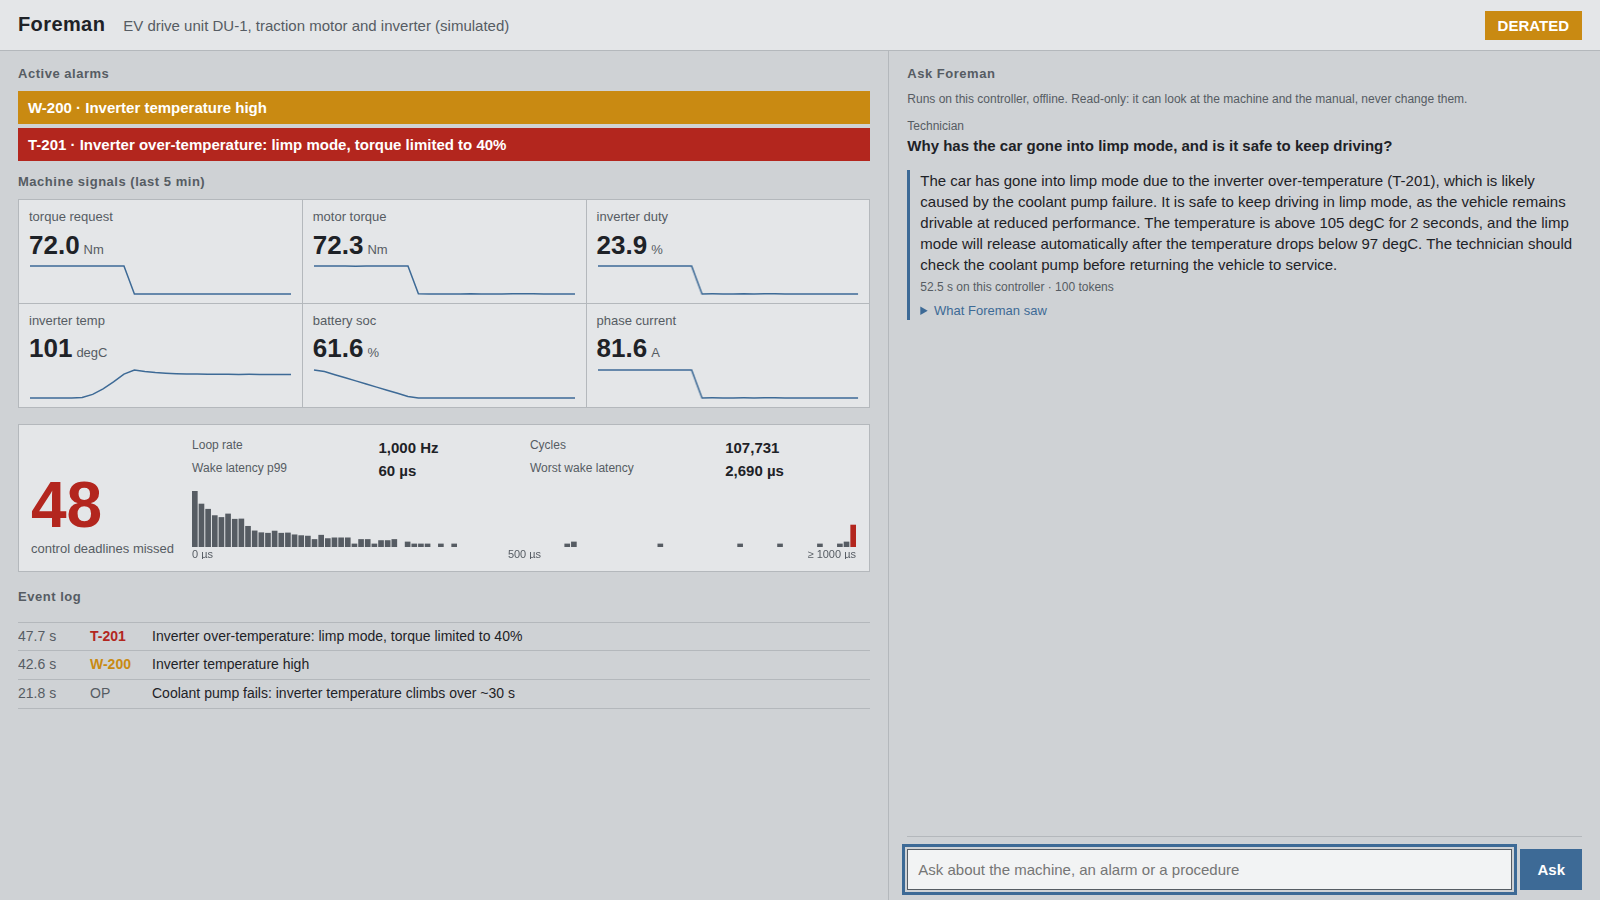 Foreman
EV drive unit DU-1, traction motor and inverter (simulated)
DERATED
Active alarms
W-200 · Inverter temperature high
T-201 · Inverter over-temperature: limp mode, torque limited to 40%
Machine signals (last 5 min)
torque request
72.0 Nm
motor torque
72.3 Nm
inverter duty
23.9 %
inverter temp
101 degC
battery soc
61.6 %
phase current
81.6 A
48
control deadlines missed
Loop rate
1,000 Hz
Cycles
107,731
Wake latency p99
60 µs
Worst wake latency
2,690 µs
0 µs
500 µs
≥ 1000 µs
Event log
47.7 s T-201 Inverter over-temperature: limp mode, torque limited to 40%
42.6 s W-200 Inverter temperature high
21.8 s OP Coolant pump fails: inverter temperature climbs over ~30 s
Ask Foreman
Runs on this controller, offline. Read-only: it can look at the machine and the manual, never change them.
Technician
Why has the car gone into limp mode, and is it safe to keep driving?
The car has gone into limp mode due to the inverter over-temperature (T-201), which is likely
caused by the coolant pump failure. It is safe to keep driving in limp mode, as the vehicle remains
drivable at reduced performance. The temperature is above 105 degC for 2 seconds, and the limp
mode will release automatically after the temperature drops below 97 degC. The technician should
check the coolant pump before returning the vehicle to service.
52.5 s on this controller · 100 tokens
What Foreman saw
Ask about the machine, an alarm or a procedure
Ask